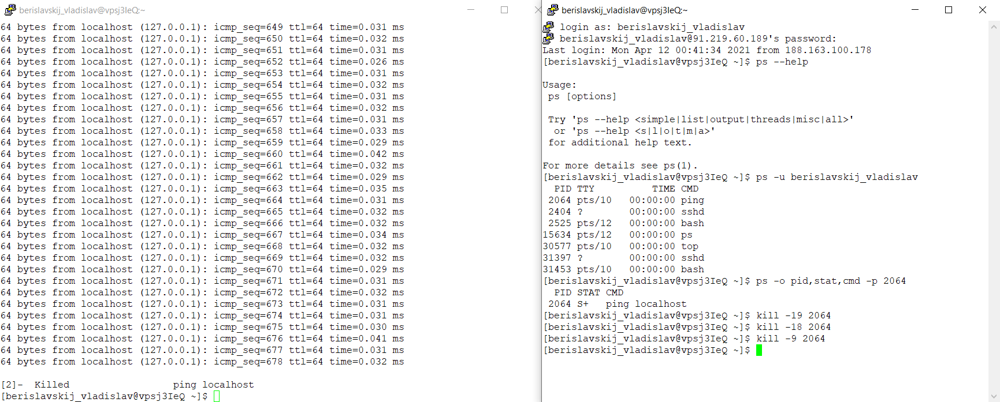 berislavskij_vladislav@vpsj3IeQ:~
64 bytes from localhost (127.0.0.1): icmp_seq=649 ttl=64 time=0.031 ms
64 bytes from localhost (127.0.0.1): icmp_seq=650 ttl=64 time=0.032 ms
64 bytes from localhost (127.0.0.1): icmp_seq=651 ttl=64 time=0.031 ms
64 bytes from localhost (127.0.0.1): icmp_seq=652 ttl=64 time=0.026 ms
64 bytes from localhost (127.0.0.1): icmp_seq=653 ttl=64 time=0.031 ms
64 bytes from localhost (127.0.0.1): icmp_seq=654 ttl=64 time=0.032 ms
64 bytes from localhost (127.0.0.1): icmp_seq=655 ttl=64 time=0.031 ms
64 bytes from localhost (127.0.0.1): icmp_seq=656 ttl=64 time=0.032 ms
64 bytes from localhost (127.0.0.1): icmp_seq=657 ttl=64 time=0.031 ms
64 bytes from localhost (127.0.0.1): icmp_seq=658 ttl=64 time=0.033 ms
64 bytes from localhost (127.0.0.1): icmp_seq=659 ttl=64 time=0.029 ms
64 bytes from localhost (127.0.0.1): icmp_seq=660 ttl=64 time=0.042 ms
64 bytes from localhost (127.0.0.1): icmp_seq=661 ttl=64 time=0.032 ms
64 bytes from localhost (127.0.0.1): icmp_seq=662 ttl=64 time=0.029 ms
64 bytes from localhost (127.0.0.1): icmp_seq=663 ttl=64 time=0.035 ms
64 bytes from localhost (127.0.0.1): icmp_seq=664 ttl=64 time=0.031 ms
64 bytes from localhost (127.0.0.1): icmp_seq=665 ttl=64 time=0.032 ms
64 bytes from localhost (127.0.0.1): icmp_seq=666 ttl=64 time=0.032 ms
64 bytes from localhost (127.0.0.1): icmp_seq=667 ttl=64 time=0.034 ms
64 bytes from localhost (127.0.0.1): icmp_seq=668 ttl=64 time=0.032 ms
64 bytes from localhost (127.0.0.1): icmp_seq=669 ttl=64 time=0.032 ms
64 bytes from localhost (127.0.0.1): icmp_seq=670 ttl=64 time=0.029 ms
64 bytes from localhost (127.0.0.1): icmp_seq=671 ttl=64 time=0.031 ms
64 bytes from localhost (127.0.0.1): icmp_seq=672 ttl=64 time=0.032 ms
64 bytes from localhost (127.0.0.1): icmp_seq=673 ttl=64 time=0.031 ms
64 bytes from localhost (127.0.0.1): icmp_seq=674 ttl=64 time=0.031 ms
64 bytes from localhost (127.0.0.1): icmp_seq=675 ttl=64 time=0.030 ms
64 bytes from localhost (127.0.0.1): icmp_seq=676 ttl=64 time=0.041 ms
64 bytes from localhost (127.0.0.1): icmp_seq=677 ttl=64 time=0.031 ms
64 bytes from localhost (127.0.0.1): icmp_seq=678 ttl=64 time=0.032 ms
[2]-  Killed                  ping localhost
[berislavskij_vladislav@vpsj3IeQ ~]$
berislavskij_vladislav@vpsj3IeQ:~
login as: berislavskij_vladislav
berislavskij_vladislav@91.219.60.189's password:
Last login: Mon Apr 12 00:41:34 2021 from 188.163.100.178
[berislavskij_vladislav@vpsj3IeQ ~]$ ps --help
Usage:
 ps [options]
 Try 'ps --help <simple|list|output|threads|misc|all>'
  or 'ps --help <s|l|o|t|m|a>'
 for additional help text.
For more details see ps(1).
[berislavskij_vladislav@vpsj3IeQ ~]$ ps -u berislavskij_vladislav
  PID TTY          TIME CMD
 2064 pts/10   00:00:00 ping
 2404 ?        00:00:00 sshd
 2525 pts/12   00:00:00 bash
15634 pts/12   00:00:00 ps
30577 pts/10   00:00:00 top
31397 ?        00:00:00 sshd
31453 pts/10   00:00:00 bash
[berislavskij_vladislav@vpsj3IeQ ~]$ ps -o pid,stat,cmd -p 2064
  PID STAT CMD
 2064 S+   ping localhost
[berislavskij_vladislav@vpsj3IeQ ~]$ kill -19 2064
[berislavskij_vladislav@vpsj3IeQ ~]$ kill -18 2064
[berislavskij_vladislav@vpsj3IeQ ~]$ kill -9 2064
[berislavskij_vladislav@vpsj3IeQ ~]$